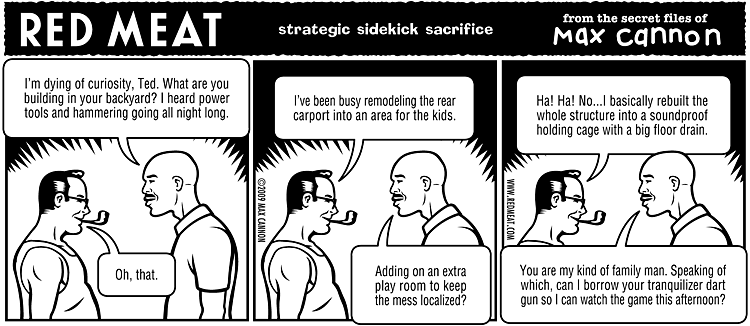 RED MEAT
strategic sidekick sacrifice
from the secret files of
Max Cannon
I'm dying of curiosity, Ted. What are you
building in your backyard? I heard power
tools and hammering going all night long.
Oh, that.
I've been busy remodeling the rear
carport into an area for the kids.
©2009 MAX CANNON
Adding on an extra
play room to keep
the mess localized?
Ha! Ha! No...I basically rebuilt the
whole structure into a soundproof
holding cage with a big floor drain.
WWW.REDMEAT.COM
You are my kind of family man. Speaking of
which, can I borrow your tranquilizer dart
gun so I can watch the game this afternoon?